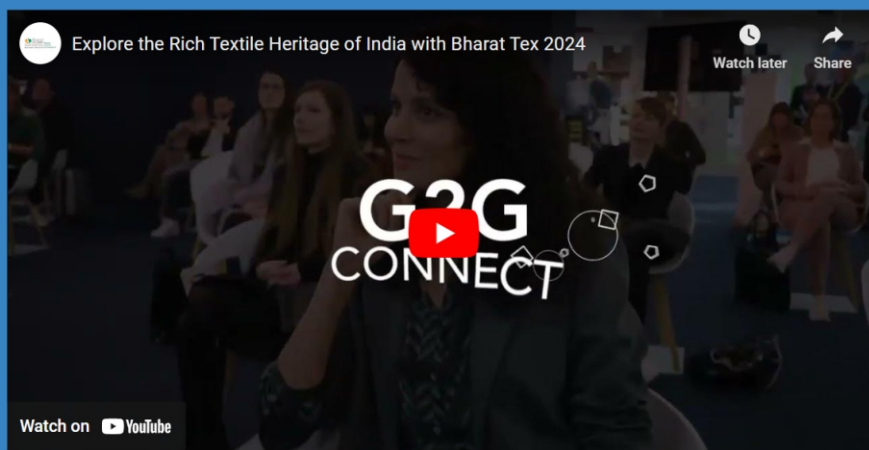 Explore the Rich Textile Heritage of India with Bharat Tex 2024
Watch later
Share
G2G
CONNECT
Watch on YouTube